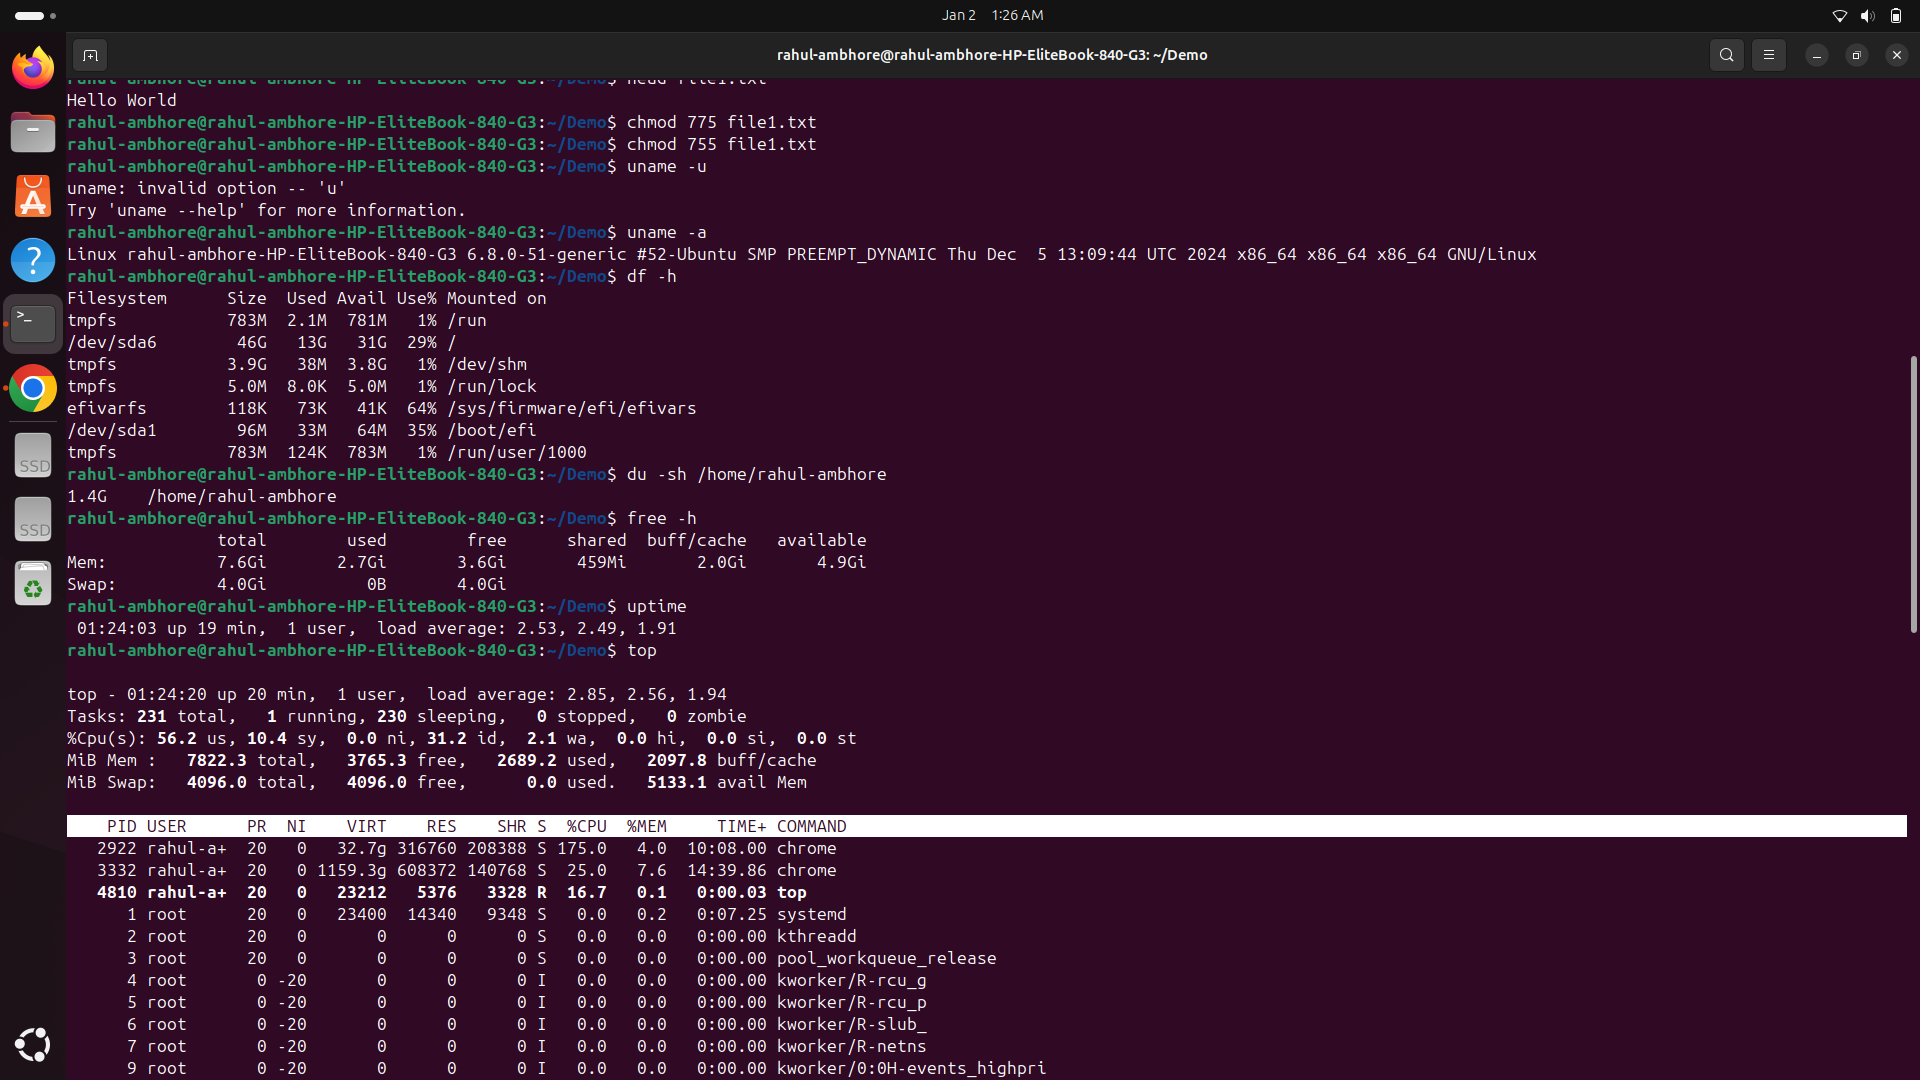 Jan 2 1:26 AM
rahul-ambhore@rahul-ambhore-HP-EliteBook-840-G3: ~/Demo
rahul-ambhore@rahul-ambhore-HP-EliteBook-840-G3:~/Demo$ head file1.txt
Hello World
rahul-ambhore@rahul-ambhore-HP-EliteBook-840-G3:~/Demo$ chmod 775 file1.txt
rahul-ambhore@rahul-ambhore-HP-EliteBook-840-G3:~/Demo$ chmod 755 file1.txt
rahul-ambhore@rahul-ambhore-HP-EliteBook-840-G3:~/Demo$ uname -u
uname: invalid option -- 'u'
Try 'uname --help' for more information.
rahul-ambhore@rahul-ambhore-HP-EliteBook-840-G3:~/Demo$ uname -a
Linux rahul-ambhore-HP-EliteBook-840-G3 6.8.0-51-generic #52-Ubuntu SMP PREEMPT_DYNAMIC Thu Dec  5 13:09:44 UTC 2024 x86_64 x86_64 x86_64 GNU/Linux
rahul-ambhore@rahul-ambhore-HP-EliteBook-840-G3:~/Demo$ df -h
Filesystem      Size  Used Avail Use% Mounted on
tmpfs           783M  2.1M  781M   1% /run
/dev/sda6        46G   13G   31G  29% /
tmpfs           3.9G   38M  3.8G   1% /dev/shm
tmpfs           5.0M  8.0K  5.0M   1% /run/lock
efivarfs        118K   73K   41K  64% /sys/firmware/efi/efivars
/dev/sda1        96M   33M   64M  35% /boot/efi
tmpfs           783M  124K  783M   1% /run/user/1000
rahul-ambhore@rahul-ambhore-HP-EliteBook-840-G3:~/Demo$ du -sh /home/rahul-ambhore
1.4G    /home/rahul-ambhore
rahul-ambhore@rahul-ambhore-HP-EliteBook-840-G3:~/Demo$ free -h
               total        used        free      shared  buff/cache   available
Mem:           7.6Gi       2.7Gi       3.6Gi       459Mi       2.0Gi       4.9Gi
Swap:          4.0Gi          0B       4.0Gi
rahul-ambhore@rahul-ambhore-HP-EliteBook-840-G3:~/Demo$ uptime
 01:24:03 up 19 min,  1 user,  load average: 2.53, 2.49, 1.91
rahul-ambhore@rahul-ambhore-HP-EliteBook-840-G3:~/Demo$ top
top - 01:24:20 up 20 min,  1 user,  load average: 2.85, 2.56, 1.94
Tasks: 231 total,   1 running, 230 sleeping,   0 stopped,   0 zombie
%Cpu(s): 56.2 us, 10.4 sy,  0.0 ni, 31.2 id,  2.1 wa,  0.0 hi,  0.0 si,  0.0 st
MiB Mem :   7822.3 total,   3765.3 free,   2689.2 used,   2097.8 buff/cache
MiB Swap:   4096.0 total,   4096.0 free,      0.0 used.   5133.1 avail Mem
    PID USER      PR  NI    VIRT    RES    SHR S  %CPU  %MEM     TIME+ COMMAND
   2922 rahul-a+  20   0   32.7g 316760 208388 S 175.0   4.0  10:08.00 chrome
   3332 rahul-a+  20   0 1159.3g 608372 140768 S  25.0   7.6  14:39.86 chrome
   4810 rahul-a+  20   0   23212   5376   3328 R  16.7   0.1   0:00.03 top
      1 root      20   0   23400  14340   9348 S   0.0   0.2   0:07.25 systemd
      2 root      20   0       0      0      0 S   0.0   0.0   0:00.00 kthreadd
      3 root      20   0       0      0      0 S   0.0   0.0   0:00.00 pool_workqueue_release
      4 root       0 -20       0      0      0 I   0.0   0.0   0:00.00 kworker/R-rcu_g
      5 root       0 -20       0      0      0 I   0.0   0.0   0:00.00 kworker/R-rcu_p
      6 root       0 -20       0      0      0 I   0.0   0.0   0:00.00 kworker/R-slub_
      7 root       0 -20       0      0      0 I   0.0   0.0   0:00.00 kworker/R-netns
      9 root       0 -20       0      0      0 I   0.0   0.0   0:00.00 kworker/0:0H-events_highpri
SSD
SSD